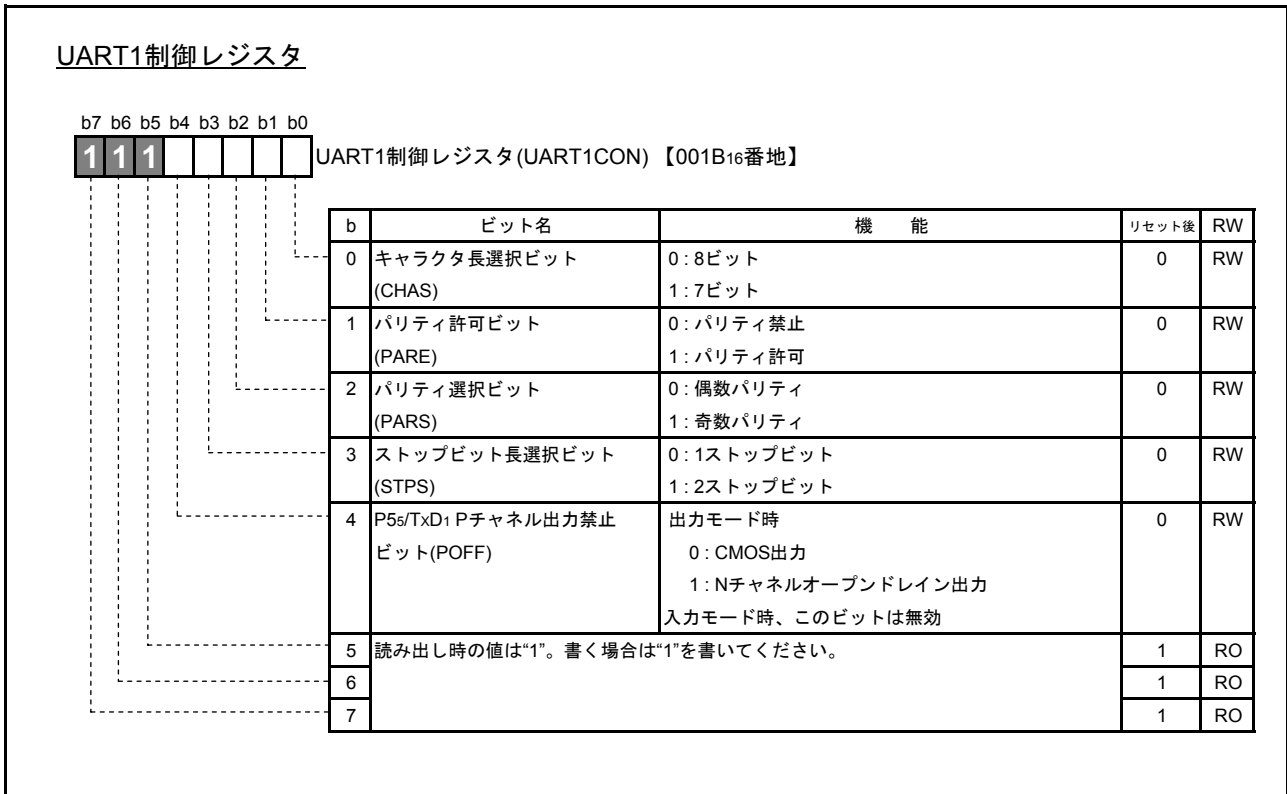 UART1制御レジスタ
b7 b6 b5 b4 b3 b2 b1 b0
1 1 1
UART1制御レジスタ(UART1CON) 【001B16番地】
b ビット名 機 能 リセット後 RW
0 キャラクタ長選択ビット 0 : 8ビット 0 RW
(CHAS) 1 : 7ビット
1 パリティ許可ビット 0 : パリティ禁止 0 RW
(PARE) 1 : パリティ許可
2 パリティ選択ビット 0 : 偶数パリティ 0 RW
(PARS) 1 : 奇数パリティ
3 ストップビット長選択ビット 0 : 1ストップビット 0 RW
(STPS) 1 : 2ストップビット
4 P55/TxD1 Pチャネル出力禁止 出力モード時 0 RW
ビット(POFF) 0 : CMOS出力
1 : Nチャネルオープンドレイン出力
入力モード時、このビットは無効
5 読み出し時の値は“1”。書く場合は“1”を書いてください。 1 RO
6 1 RO
7 1 RO